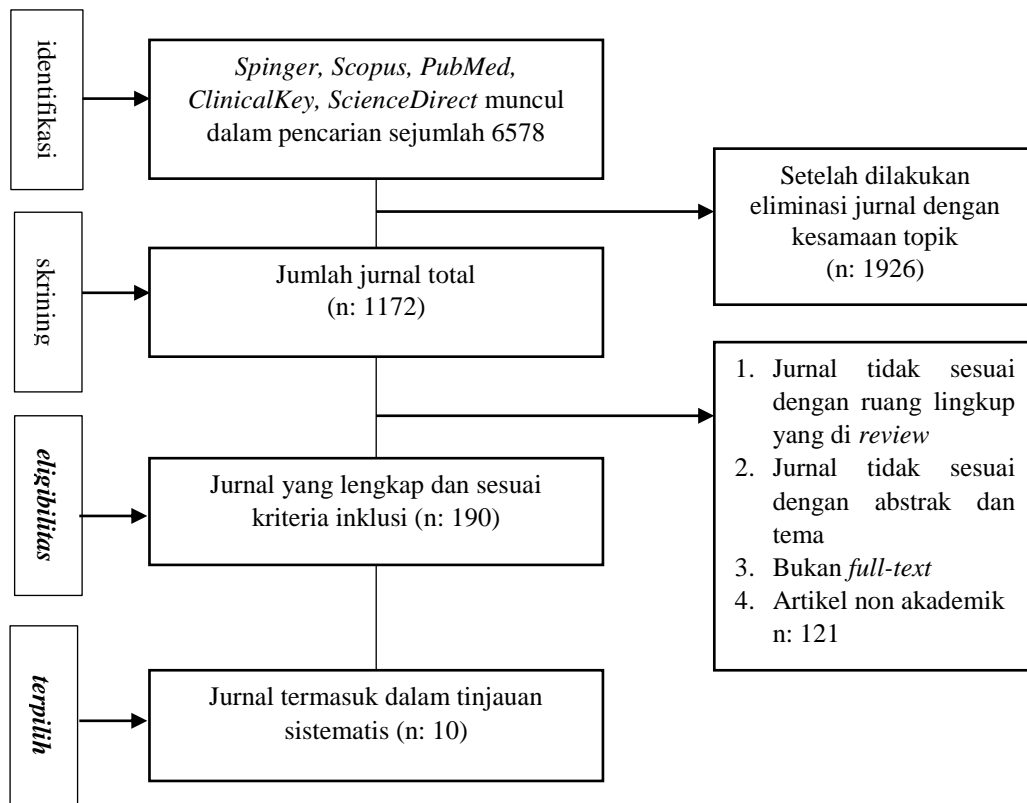 identifikasi
Spinger, Scopus, PubMed,
ClinicalKey, ScienceDirect muncul
dalam pencarian sejumlah 6578
Setelah dilakukan
eliminasi jurnal dengan
kesamaan topik
(n: 1926)
skrining
Jumlah jurnal total
(n: 1172)
1. Jurnal tidak sesuai
dengan ruang lingkup
yang di review
2. Jurnal tidak sesuai
dengan abstrak dan
tema
3. Bukan full-text
4. Artikel non akademik
n: 121
eligibilitas
Jurnal yang lengkap dan sesuai
kriteria inklusi (n: 190)
terpilih
Jurnal termasuk dalam tinjauan
sistematis (n: 10)